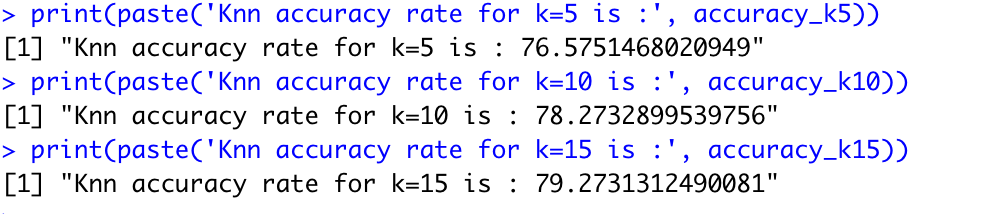 > print(paste('Knn accuracy rate for k=5 is :', accuracy_k5))
[1] "Knn accuracy rate for k=5 is : 76.5751468020949"
> print(paste('Knn accuracy rate for k=10 is :', accuracy_k10))
[1] "Knn accuracy rate for k=10 is : 78.2732899539756"
> print(paste('Knn accuracy rate for k=15 is :', accuracy_k15))
[1] "Knn accuracy rate for k=15 is : 79.2731312490081"